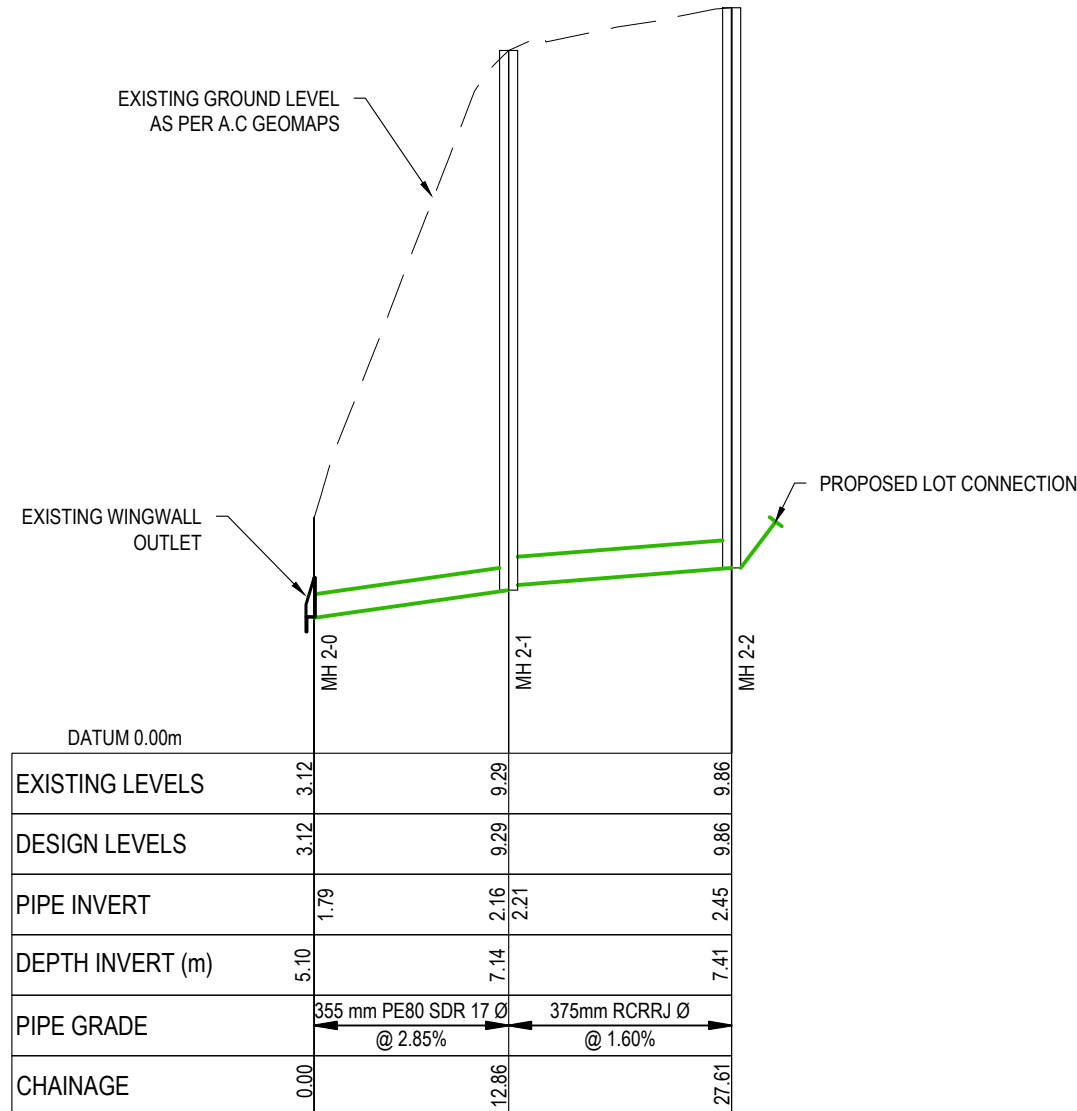 EXISTING GROUND LEVEL
AS PER A.C GEOMAPS
PROPOSED LOT CONNECTION
EXISTING WINGWALL
OUTLET
MH 2-0
MH 2-1
MH 2-2
DATUM 0.00m
EXISTING LEVELS 3.12 9.29 9.86
DESIGN LEVELS 3.12 9.29 9.86
PIPE INVERT 1.79 2.16 2.21 2.45
DEPTH INVERT (m) 5.10 7.14 7.41
PIPE GRADE 355 mm PE80 SDR 17 Ø 375mm RCRRJ Ø
@ 2.85% @ 1.60%
CHAINAGE 0.00 12.86 27.61